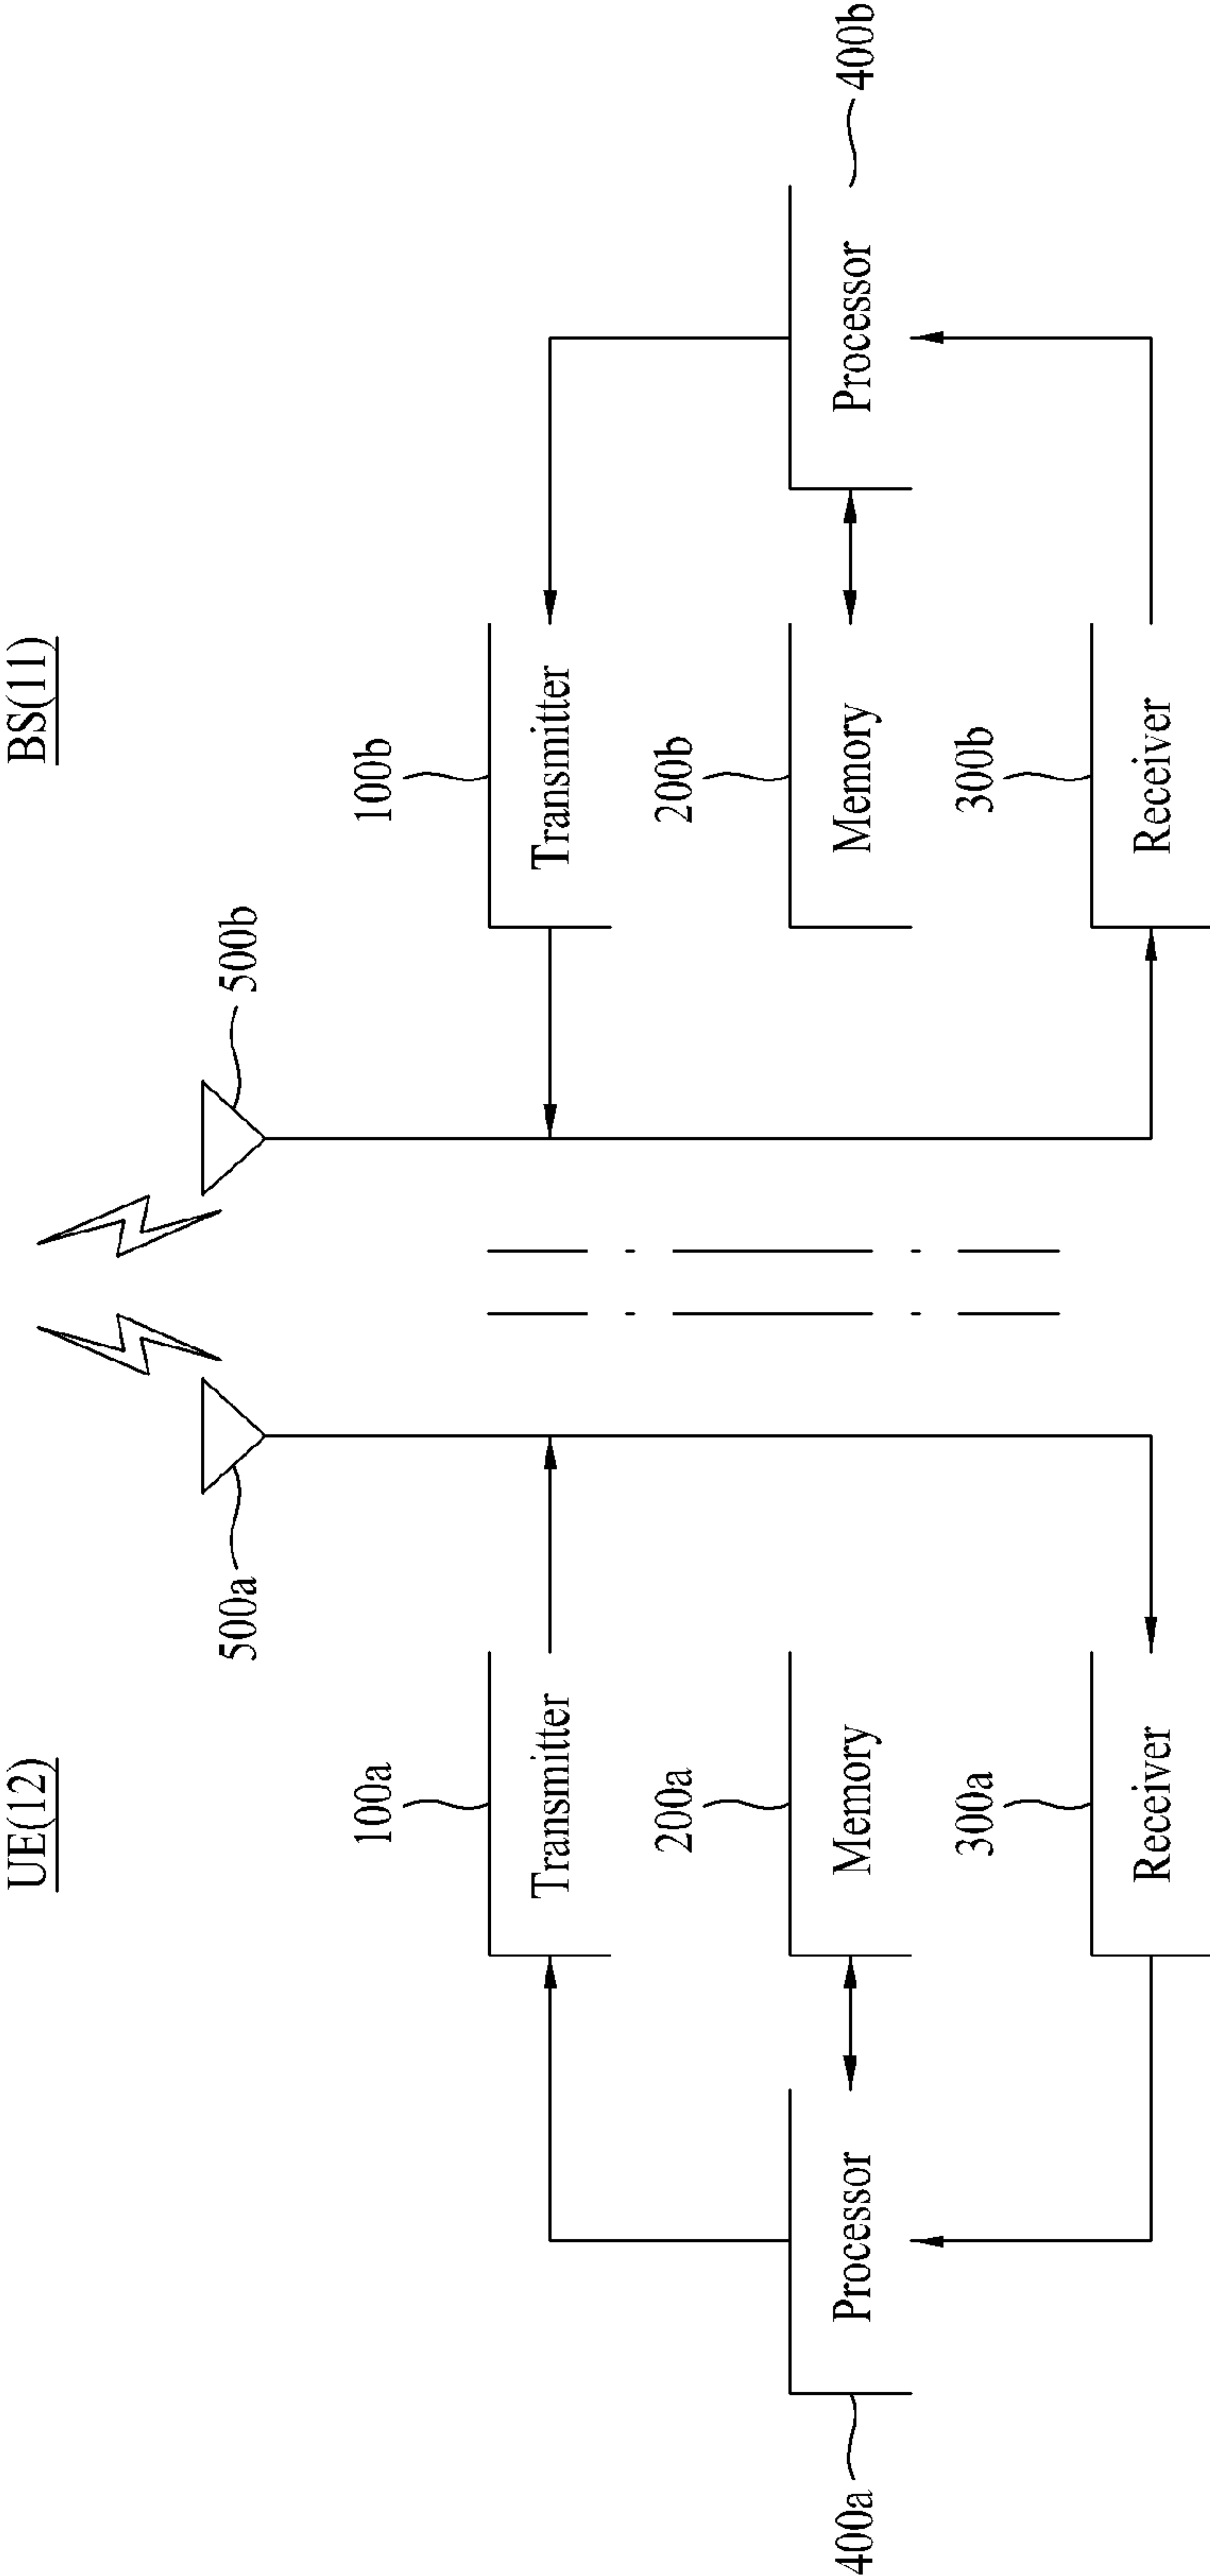 UE(12)
BS(11)
500a
500b
100a
100b
Transmitter
Transmitter
200a
200b
400a
Processor
Memory
Memory
Processor
400b
300a
300b
Receiver
Receiver